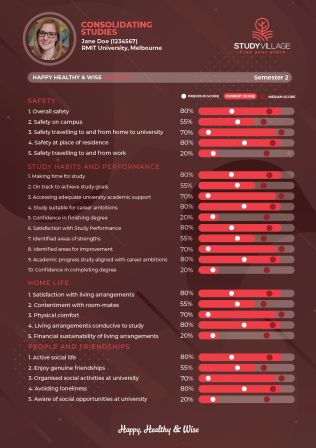 CONSOLIDATING
STUDIES
Jane Doe (1234567)
RMIT University, Melbourne
STUDYVILLAGE
find your place
HAPPY HEALTHY & WISE
Semester 2
PREVIOUS SCORE CURRENT SCORE MEDIAN SCORE
SAFETY
1. Overall safety 80%
2. Safety on campus 55%
3. Safety travelling to and from home to university 70%
4. Safety at place of residence 80%
5. Safety travelling to and from work 20%
STUDY HABITS AND PERFORMANCE
1. Making time for study 80%
2. On track to achieve study goals 55%
3. Accessing adequate university academic support 70%
4. Study suitable for career ambitions 80%
5. Confidence in finishing degree 20%
6. Satisfaction with Study Performance 80%
7. Identified areas of strengths 55%
8. Identified areas for improvement 70%
9. Academic progress study aligned with career ambitions 80%
10. Confidence in completing degree 20%
HOME LIFE
1. Satisfaction with living arrangements 80%
2. Contentment with room-mates 55%
3. Physical comfort 70%
4. Living arrangements conducive to study 80%
5. Financial sustainability of living arrangements 20%
PEOPLE AND FRIENDSHIPS
1. Active social life 80%
2. Enjoy genuine friendships 55%
3. Organised social activities at university 70%
4. Avoiding loneliness 80%
5. Aware of social opportunities at university 20%
Happy, Healthy & Wise